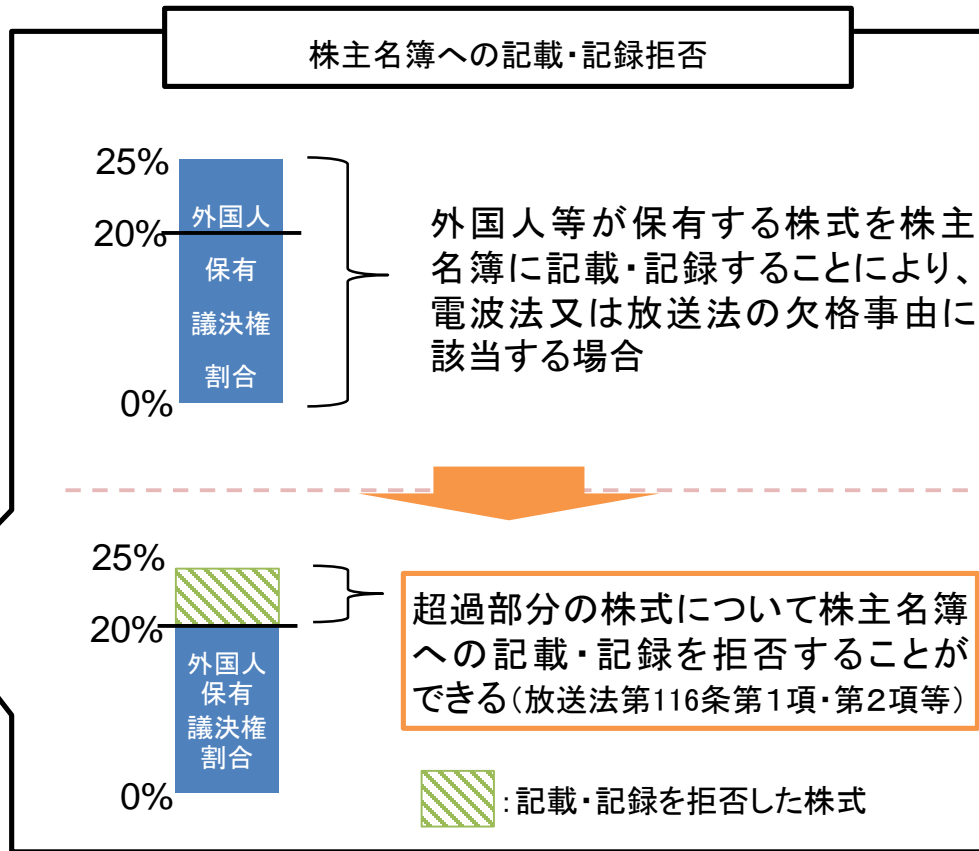 株主名簿への記載・記録拒否
25%
20%
0%
外国人
保有
議決権
割合
外国人等が保有する株式を株主
名簿に記載・記録することにより、
電波法又は放送法の欠格事由に
該当する場合
25%
20%
0%
外国人
保有
議決権
割合
超過部分の株式について株主名簿
への記載・記録を拒否することが
できる(放送法第116条第1項・第2項等)
:記載・記録を拒否した株式